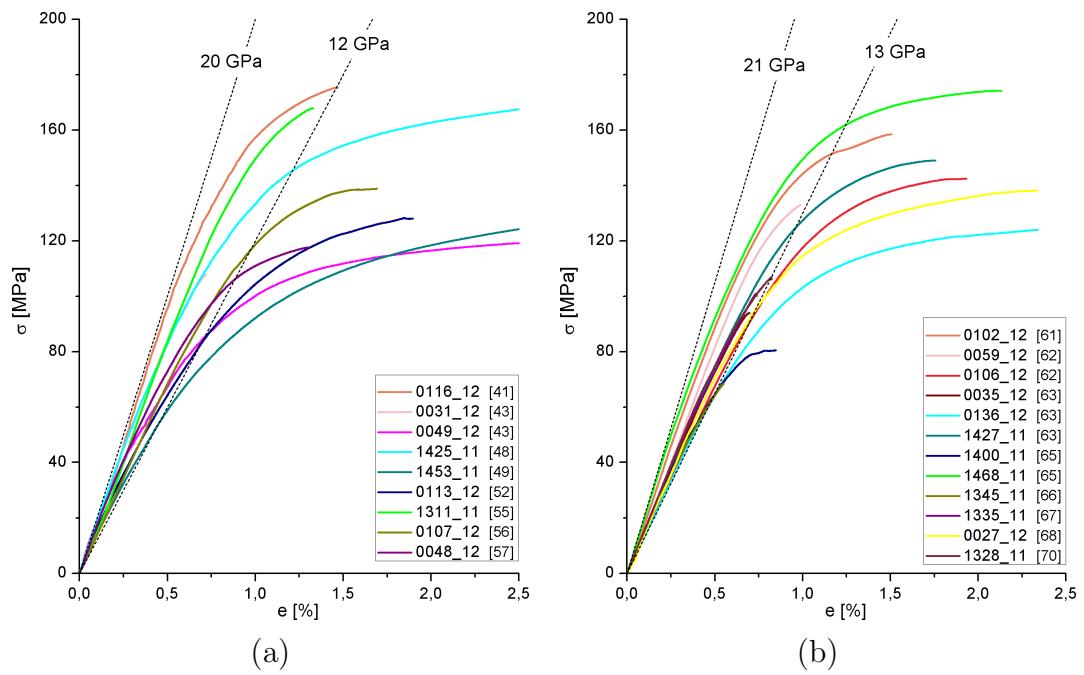 200
160
120
80
40
0
σ [MPa]
20 GPa
12 GPa
0116_12 [41]
0031_12 [43]
0049_12 [43]
1425_11 [48]
1453_11 [49]
0113_12 [52]
1311_11 [55]
0107_12 [56]
0048_12 [57]
0,0 0,5 1,0 1,5 2,0 2,5
e [%]
(a)
200
160
120
80
40
0
σ [MPa]
21 GPa
13 GPa
0102_12 [61]
0059_12 [62]
0106_12 [62]
0035_12 [63]
0136_12 [63]
1427_11 [63]
1400_11 [65]
1468_11 [65]
1345_11 [66]
1335_11 [67]
0027_12 [68]
1328_11 [70]
0,0 0,5 1,0 1,5 2,0 2,5
e [%]
(b)